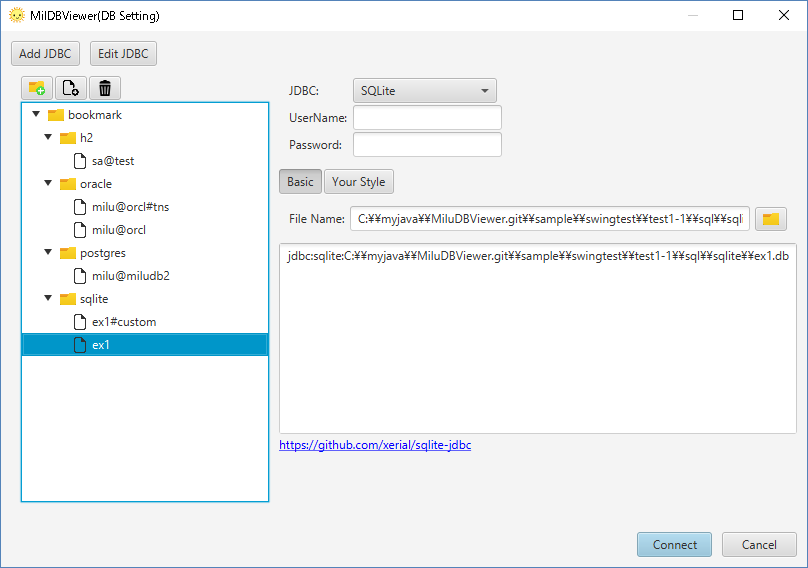 MilDBViewer(DB Setting)
Add JDBC
Edit JDBC
bookmark
h2
sa@test
oracle
milu@orcl#tns
milu@orcl
postgres
milu@miludb2
sqlite
ex1#custom
ex1
JDBC:
SQLite
UserName:
Password:
Basic
Your Style
File Name:
C:¥¥myjava¥¥MiluDBViewer.git¥¥sample¥¥swingtest¥¥test1-1¥¥sql¥¥sqli
jdbc:sqlite:C:¥¥myjava¥¥MiluDBViewer.git¥¥sample¥¥swingtest¥¥test1-1¥¥sql¥¥sqlite¥¥ex1.db
https://github.com/xerial/sqlite-jdbc
Connect
Cancel